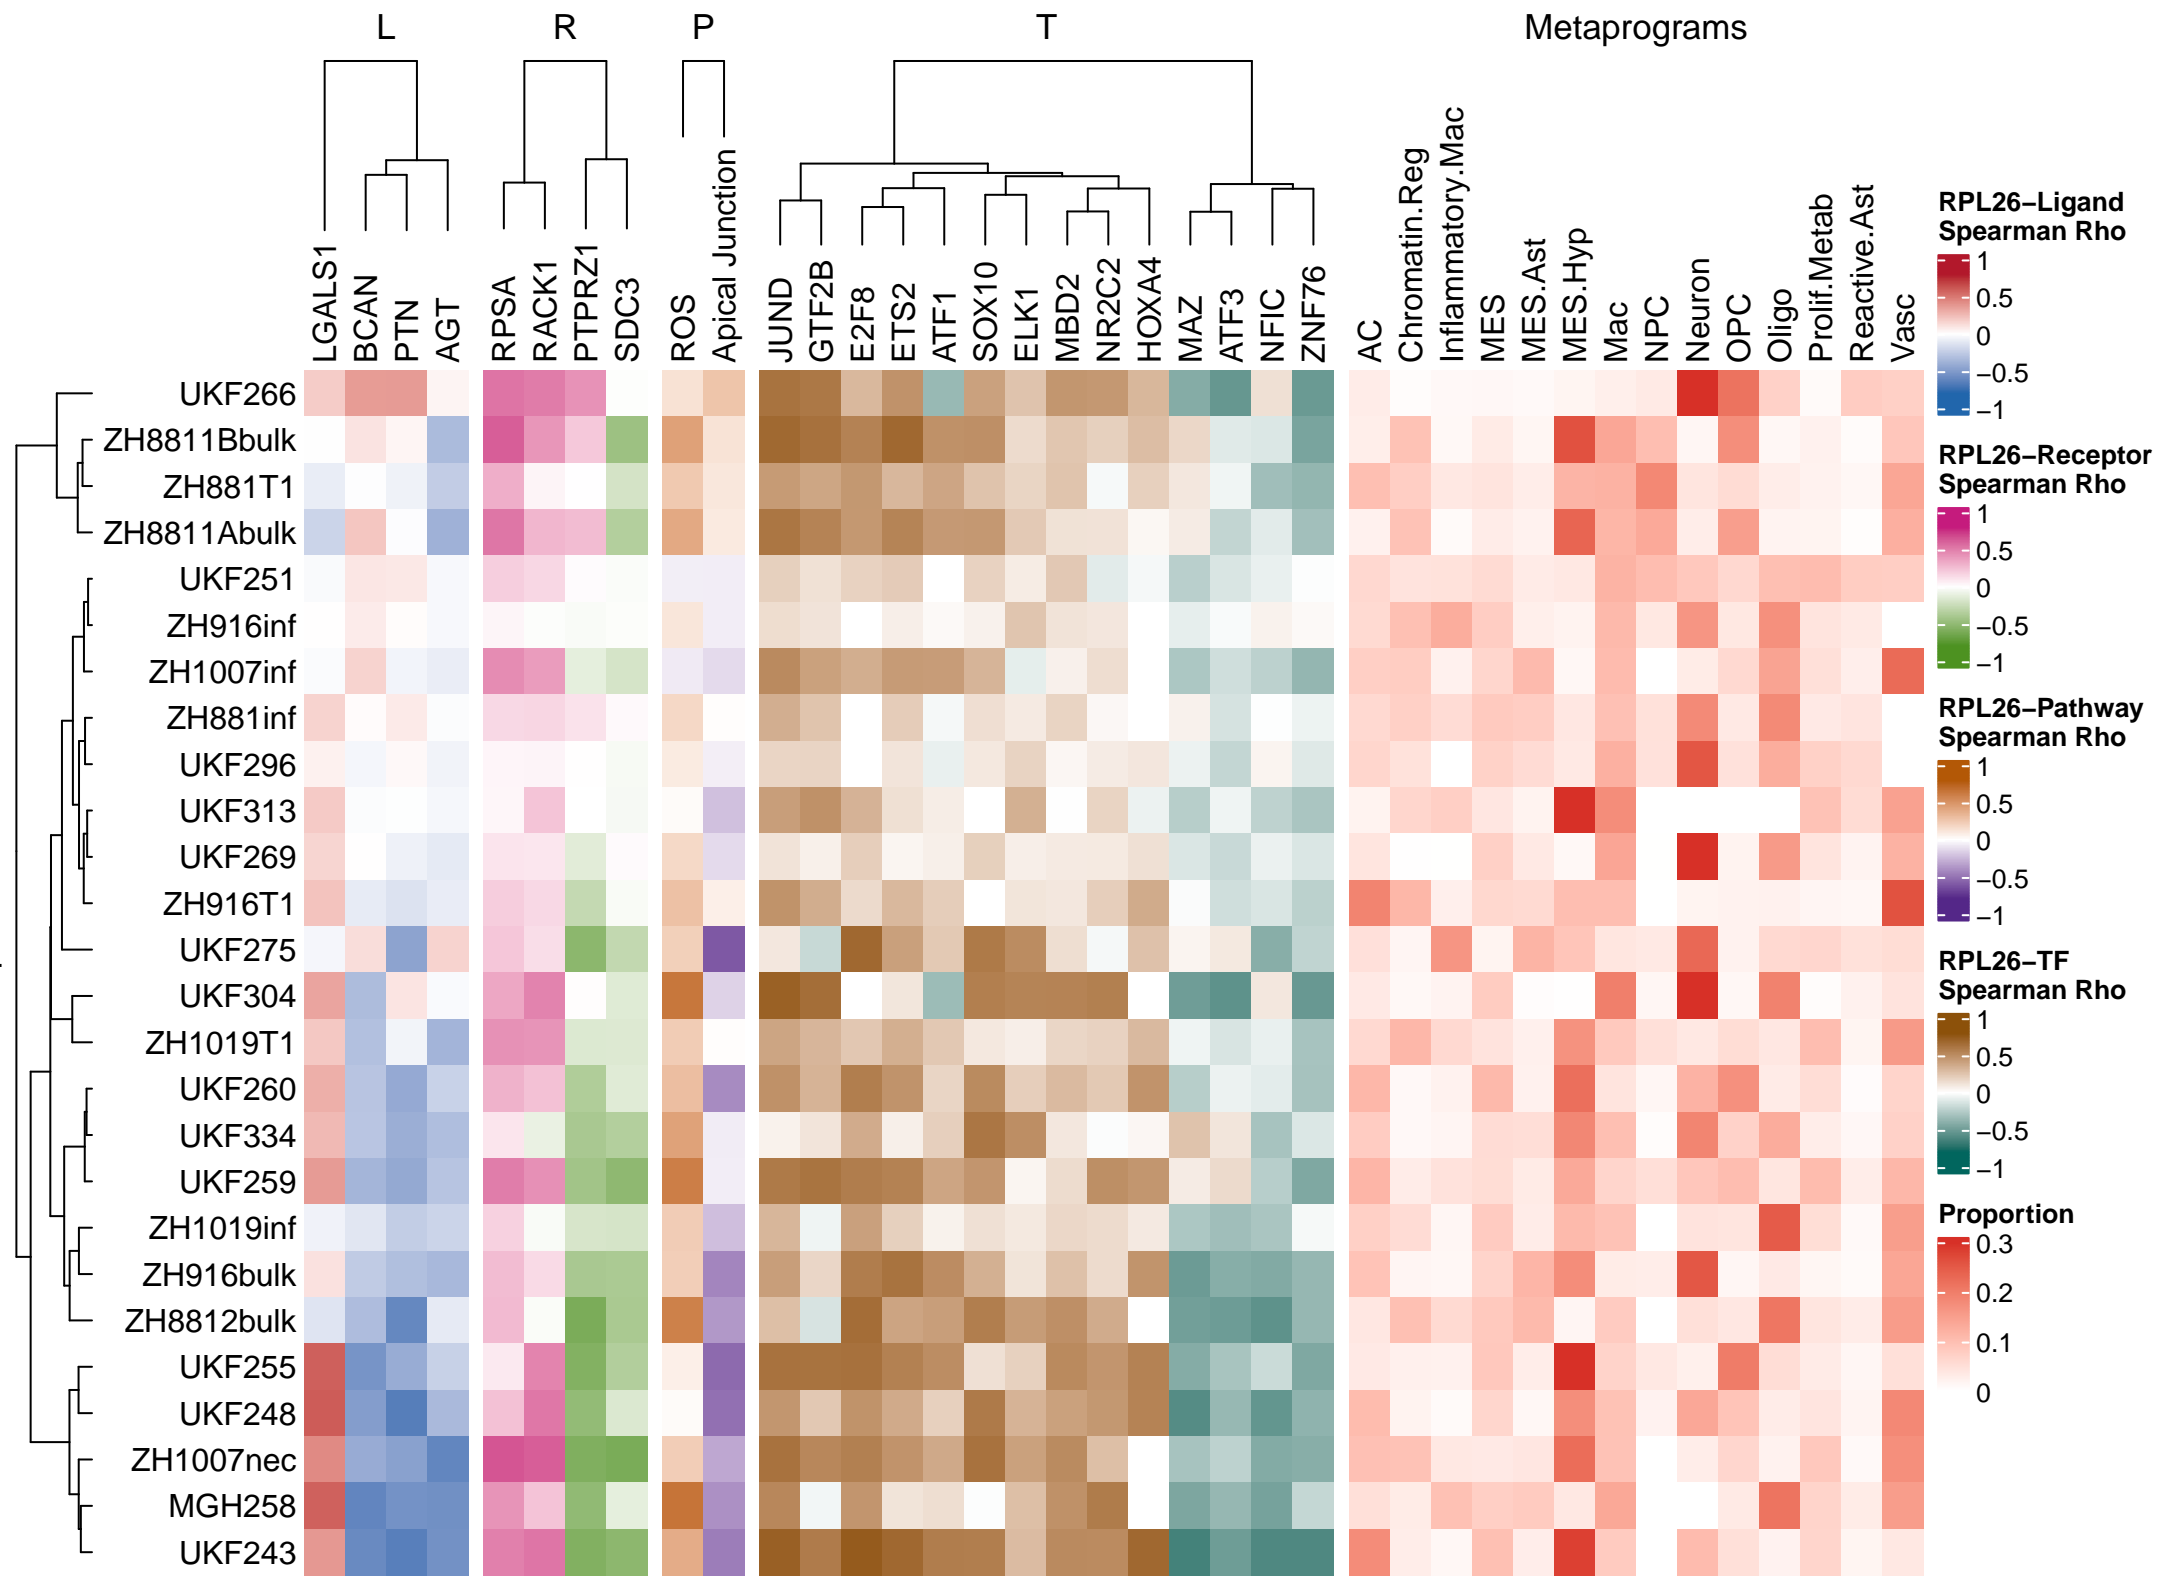 L R P T Metaprograms
LGALS1
BCAN
PTN
AGT
RPSA
RACK1
PTPRZ1
SDC3
ROS
Apical Junction
JUND
GTF2B
E2F8
ETS2
ATF1
SOX10
ELK1
MBD2
NR2C2
HOXA4
MAZ
ATF3
NFIC
ZNF76
AC
Chromatin.Reg
Inflammatory.Mac
MES
MES.Ast
MES.Hyp
Mac
NPC
Neuron
OPC
Oligo
Prolif.Metab
Reactive.Ast
Vasc
UKF266
ZH8811Bbulk
ZH881T1
ZH8811Abulk
UKF251
ZH916inf
ZH1007inf
ZH881inf
UKF296
UKF313
UKF269
ZH916T1
UKF275
UKF304
ZH1019T1
UKF260
UKF334
UKF259
ZH1019inf
ZH916bulk
ZH8812bulk
UKF255
UKF248
ZH1007nec
MGH258
UKF243
RPL26−Ligand
Spearman Rho
1
0.5
0
−0.5
−1
RPL26−Receptor
Spearman Rho
1
0.5
0
−0.5
−1
RPL26−Pathway
Spearman Rho
1
0.5
0
−0.5
−1
RPL26−TF
Spearman Rho
1
0.5
0
−0.5
−1
Proportion
0.3
0.2
0.1
0